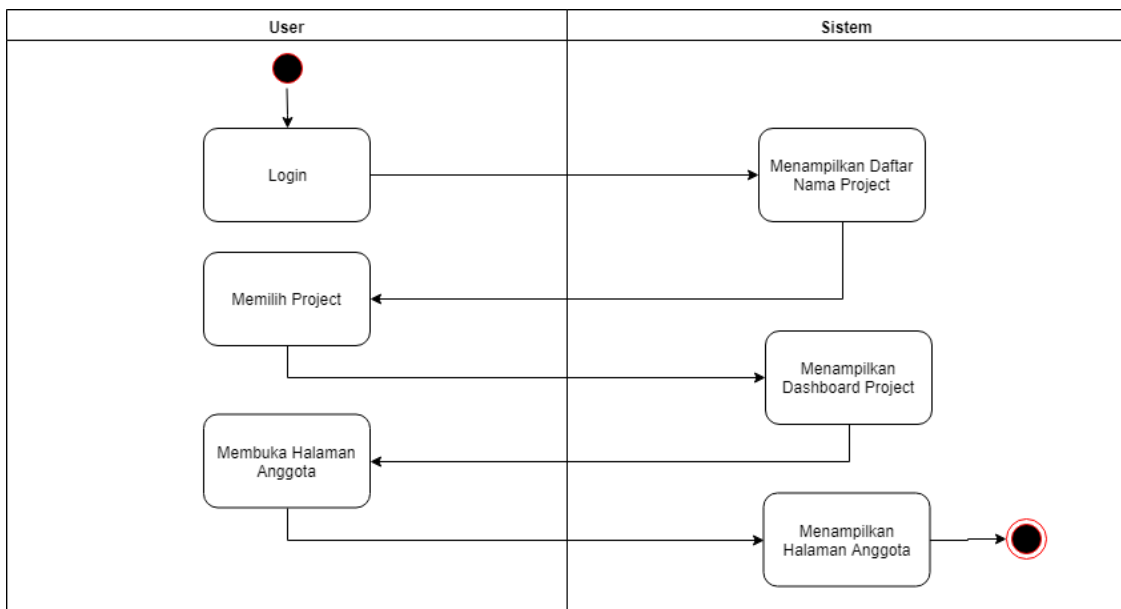 User
Sistem
Login
Menampilkan Daftar
Nama Project
Memilih Project
Menampilkan
Dashboard Project
Membuka Halaman
Anggota
Menampilkan
Halaman Anggota